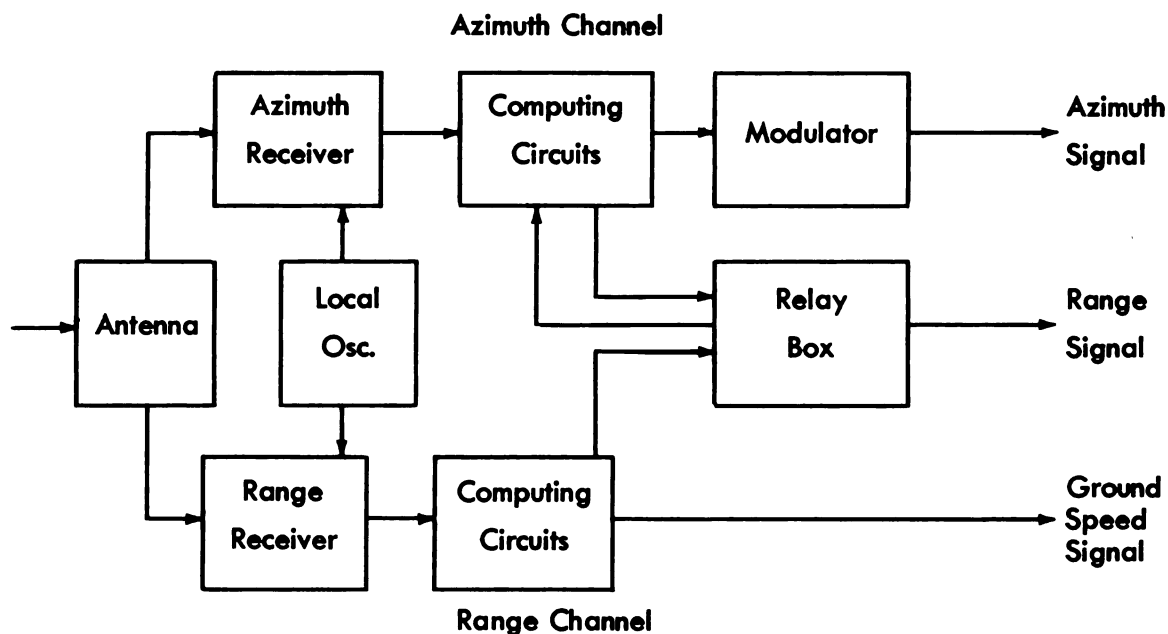 Azimuth Channel
Azimuth
Receiver
Computing
Circuits
Modulator
Azimuth
Signal
Antenna
Local
Osc.
Relay
Box
Range
Signal
Range
Receiver
Computing
Circuits
Ground
Speed
Signal
Range Channel